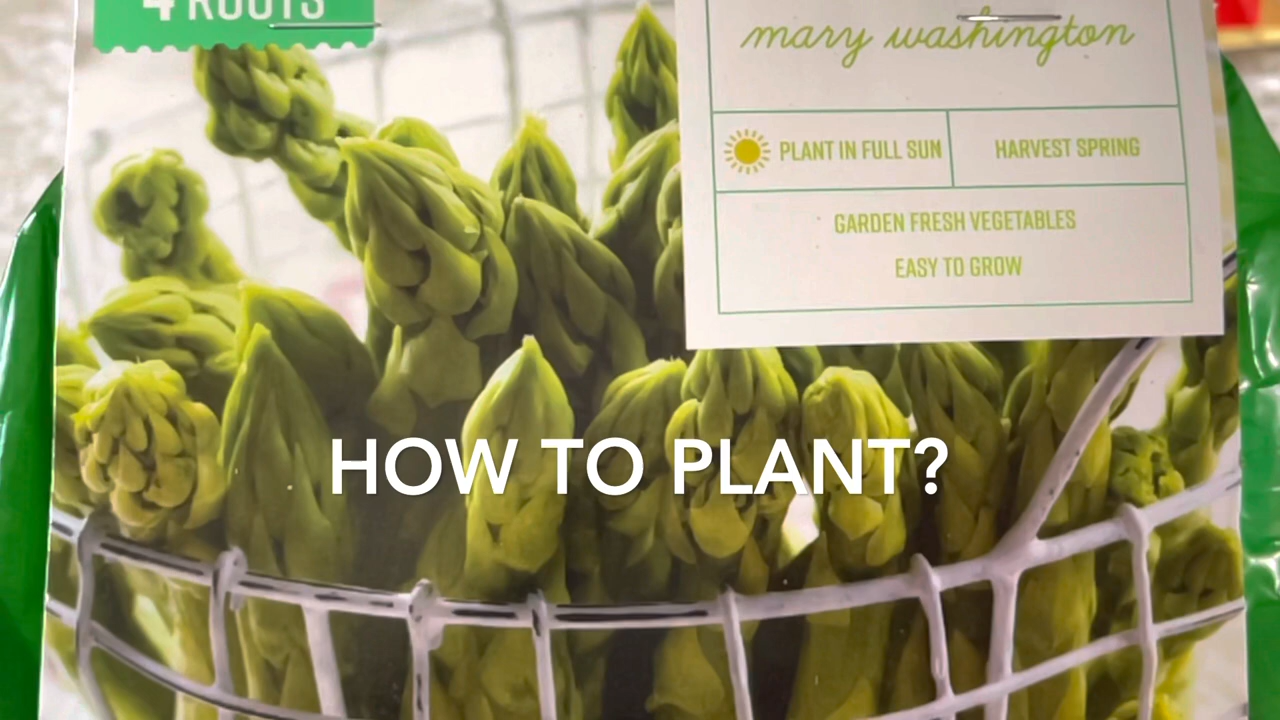 4 ROOTS
mary washington
PLANT IN FULL SUN
HARVEST SPRING
GARDEN FRESH VEGETABLES
EASY TO GROW
HOW TO PLANT?